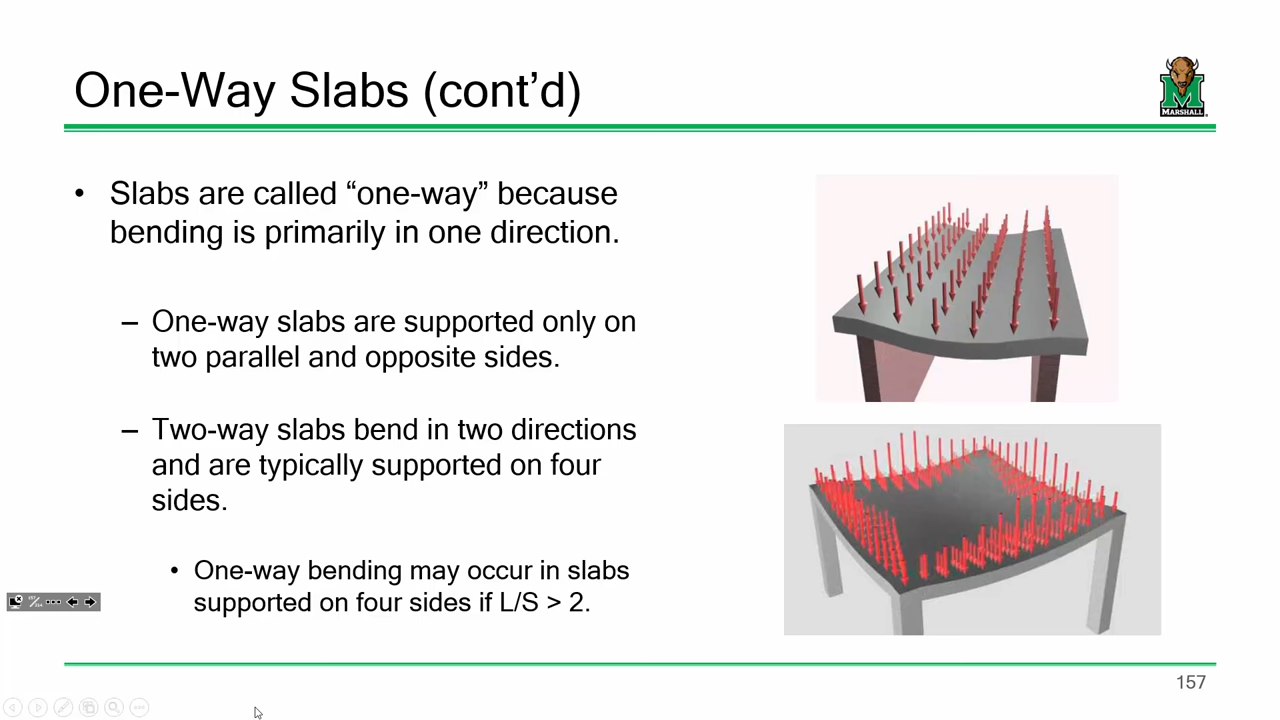 One-Way Slabs (cont’d)
MARSHALL
• Slabs are called “one-way” because
bending is primarily in one direction.
– One-way slabs are supported only on
two parallel and opposite sides.
– Two-way slabs bend in two directions
and are typically supported on four
sides.
• One-way bending may occur in slabs
supported on four sides if L/S > 2.
157